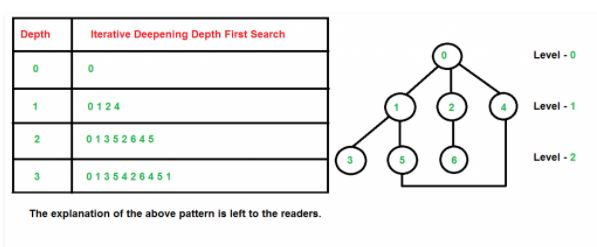 Depth Iterative Deepening Depth First Search
0 0
1 0 1 2 4
2 0 1 3 5 2 6 4 5
3 0 1 3 5 4 2 6 4 5 1
0 Level - 0
1 2 4 Level - 1
3 5 6 Level - 2
The explanation of the above pattern is left to the readers.